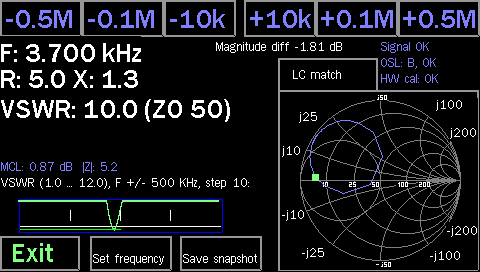 -0.5M -0.1M -10k +10k +0.1M +0.5M
F: 3.700 kHz
R: 5.0 X: 1.3
VSWR: 10.0 (Z0 50)
Magnitude diff -1.81 dB
Signal OK
OSL: B, OK
HW cal: OK
LC match
MCL: 0.87 dB |Z|: 5.2
VSWR (1.0 … 12.0), F +/- 500 KHz, step 10:
j50
j25 j100
j200
j10
10 25 50 100 200
-j10
-j200
-j25 -j100
-j50
Exit
Set frequency
Save snapshot